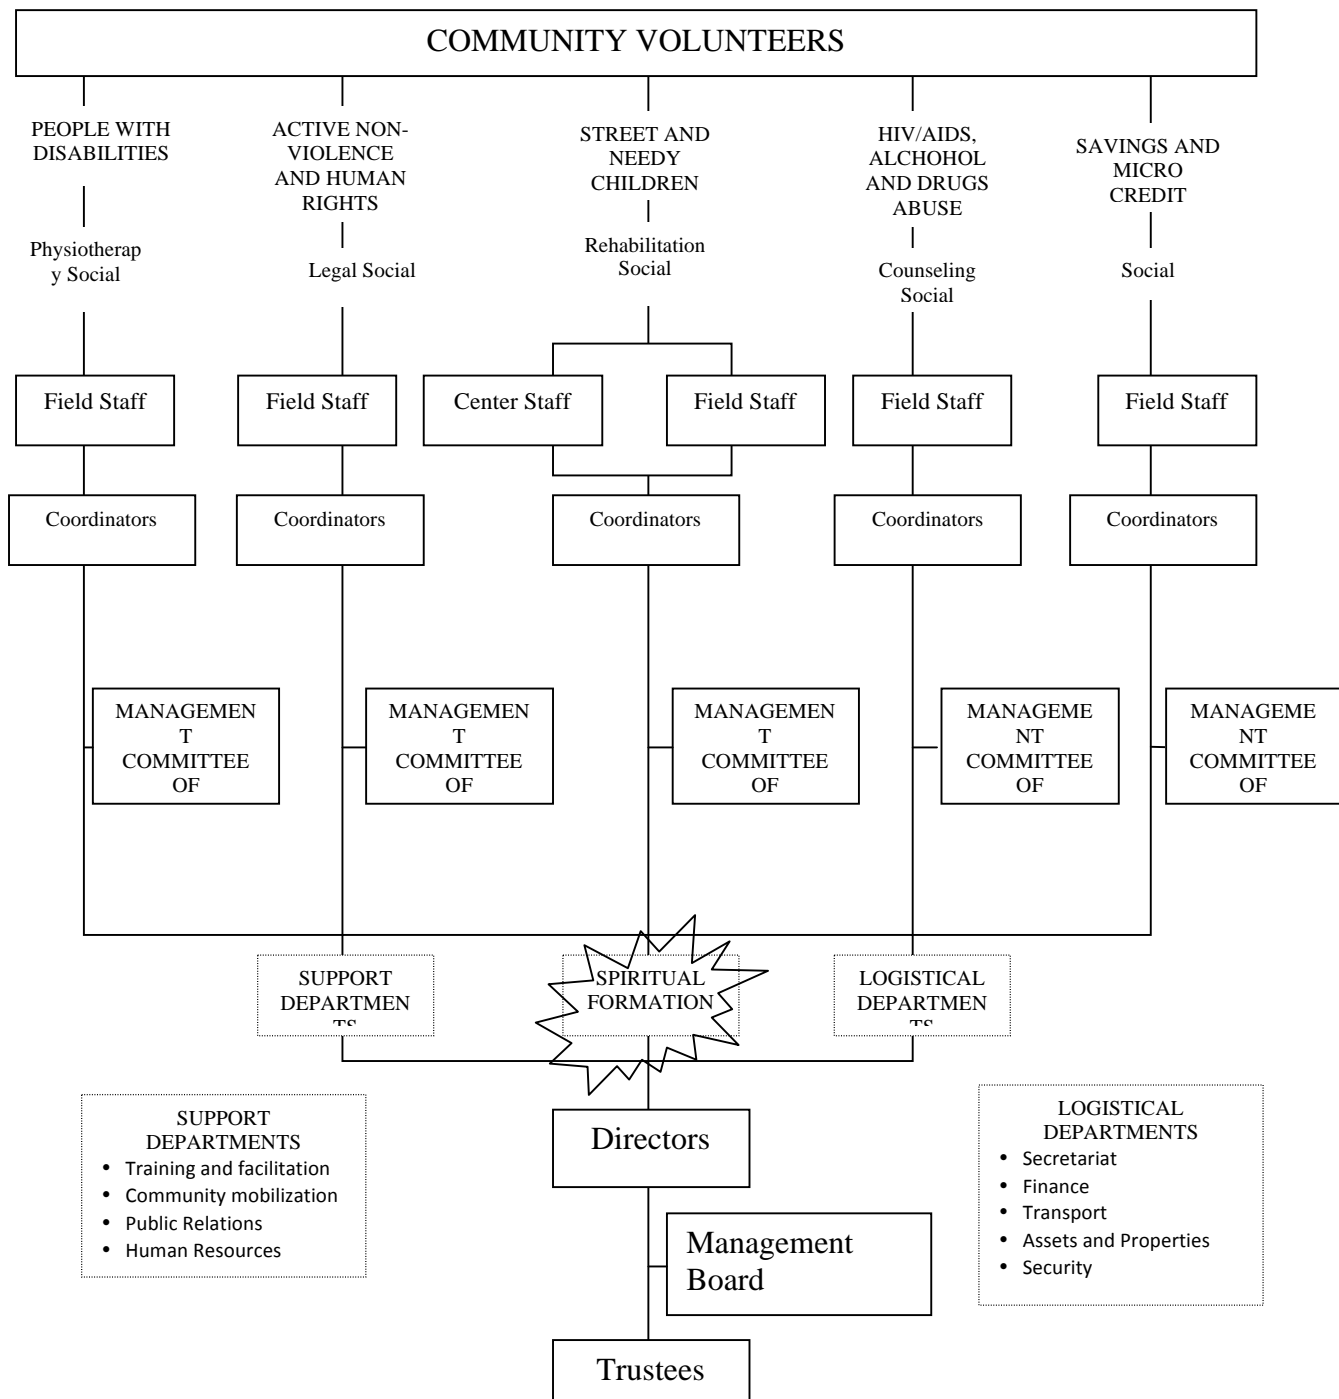 COMMUNITY VOLUNTEERS
PEOPLE WITH
DISABILITIES
ACTIVE NON-
VIOLENCE
AND HUMAN
RIGHTS
STREET AND
NEEDY
CHILDREN
HIV/AIDS,
ALCHOHOL
AND DRUGS
ABUSE
SAVINGS AND
MICRO
CREDIT
Physiotherap
y Social
Legal Social
Rehabilitation
Social
Counseling
Social
Social
Field Staff
Field Staff
Center Staff
Field Staff
Field Staff
Field Staff
Coordinators
Coordinators
Coordinators
Coordinators
Coordinators
MANAGEMEN
T
COMMITTEE
OF
MANAGEMEN
T
COMMITTEE
OF
MANAGEMEN
T
COMMITTEE
OF
MANAGEME
NT
COMMITTEE
OF
MANAGEME
NT
COMMITTEE
OF
SUPPORT
DEPARTMEN
TS
SPIRITUAL
FORMATION
LOGISTICAL
DEPARTMEN
TS
SUPPORT
DEPARTMENTS
• Training and facilitation
• Community mobilization
• Public Relations
• Human Resources
Directors
LOGISTICAL
DEPARTMENTS
• Secretariat
• Finance
• Transport
• Assets and Properties
• Security
Management
Board
Trustees